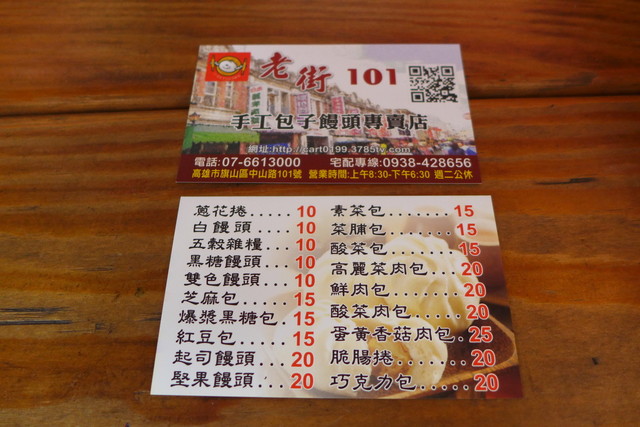 老街 101
手工包子饅頭專賣店
網址:http://cart0199.3785tv.com
電話:07-6613000 宅配專線:0938-428656
高雄市旗山區中山路101號 營業時間:上午8:30-下午6:30 週二公休
蔥花捲.....10
白饅頭....10
五穀雜糧...10
黑糖饅頭...10
雙色饅頭...10
芝麻包.....15
爆漿黑糖包.15
紅豆包.....15
起司饅頭...20
堅果饅頭...20
素菜包.......15
菜脯包.......15
酸菜包.......15
高麗菜肉包...20
鮮肉包.......20
酸菜肉包.....20
蛋黃香菇肉包.25
脆腸捲.......20
巧克力包.....20